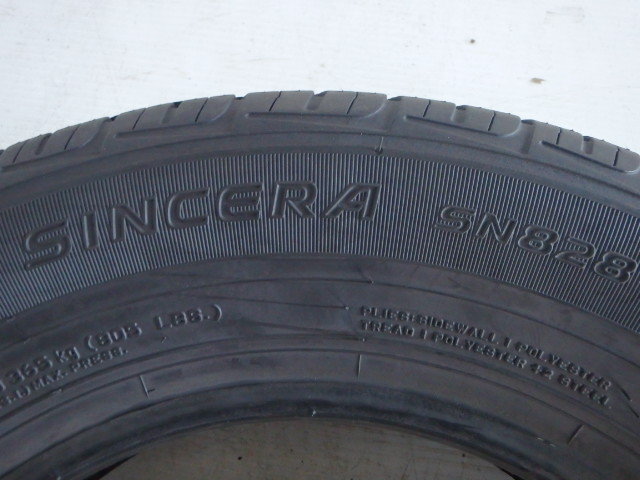 SINCERA SN828
355 kg (805 LBS.)
MAX. PRESS.
PLIES:SIDEWALL 1 POLYESTER
TREAD 1 POLYESTER +2 STEEL